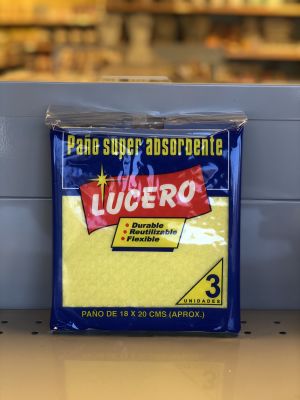 Paño super absorbente
LUCERO
• Durable
• Reutilizable
• Flexible
3
UNIDADES
PAÑO DE 18 X 20 CMS.(APROX.)